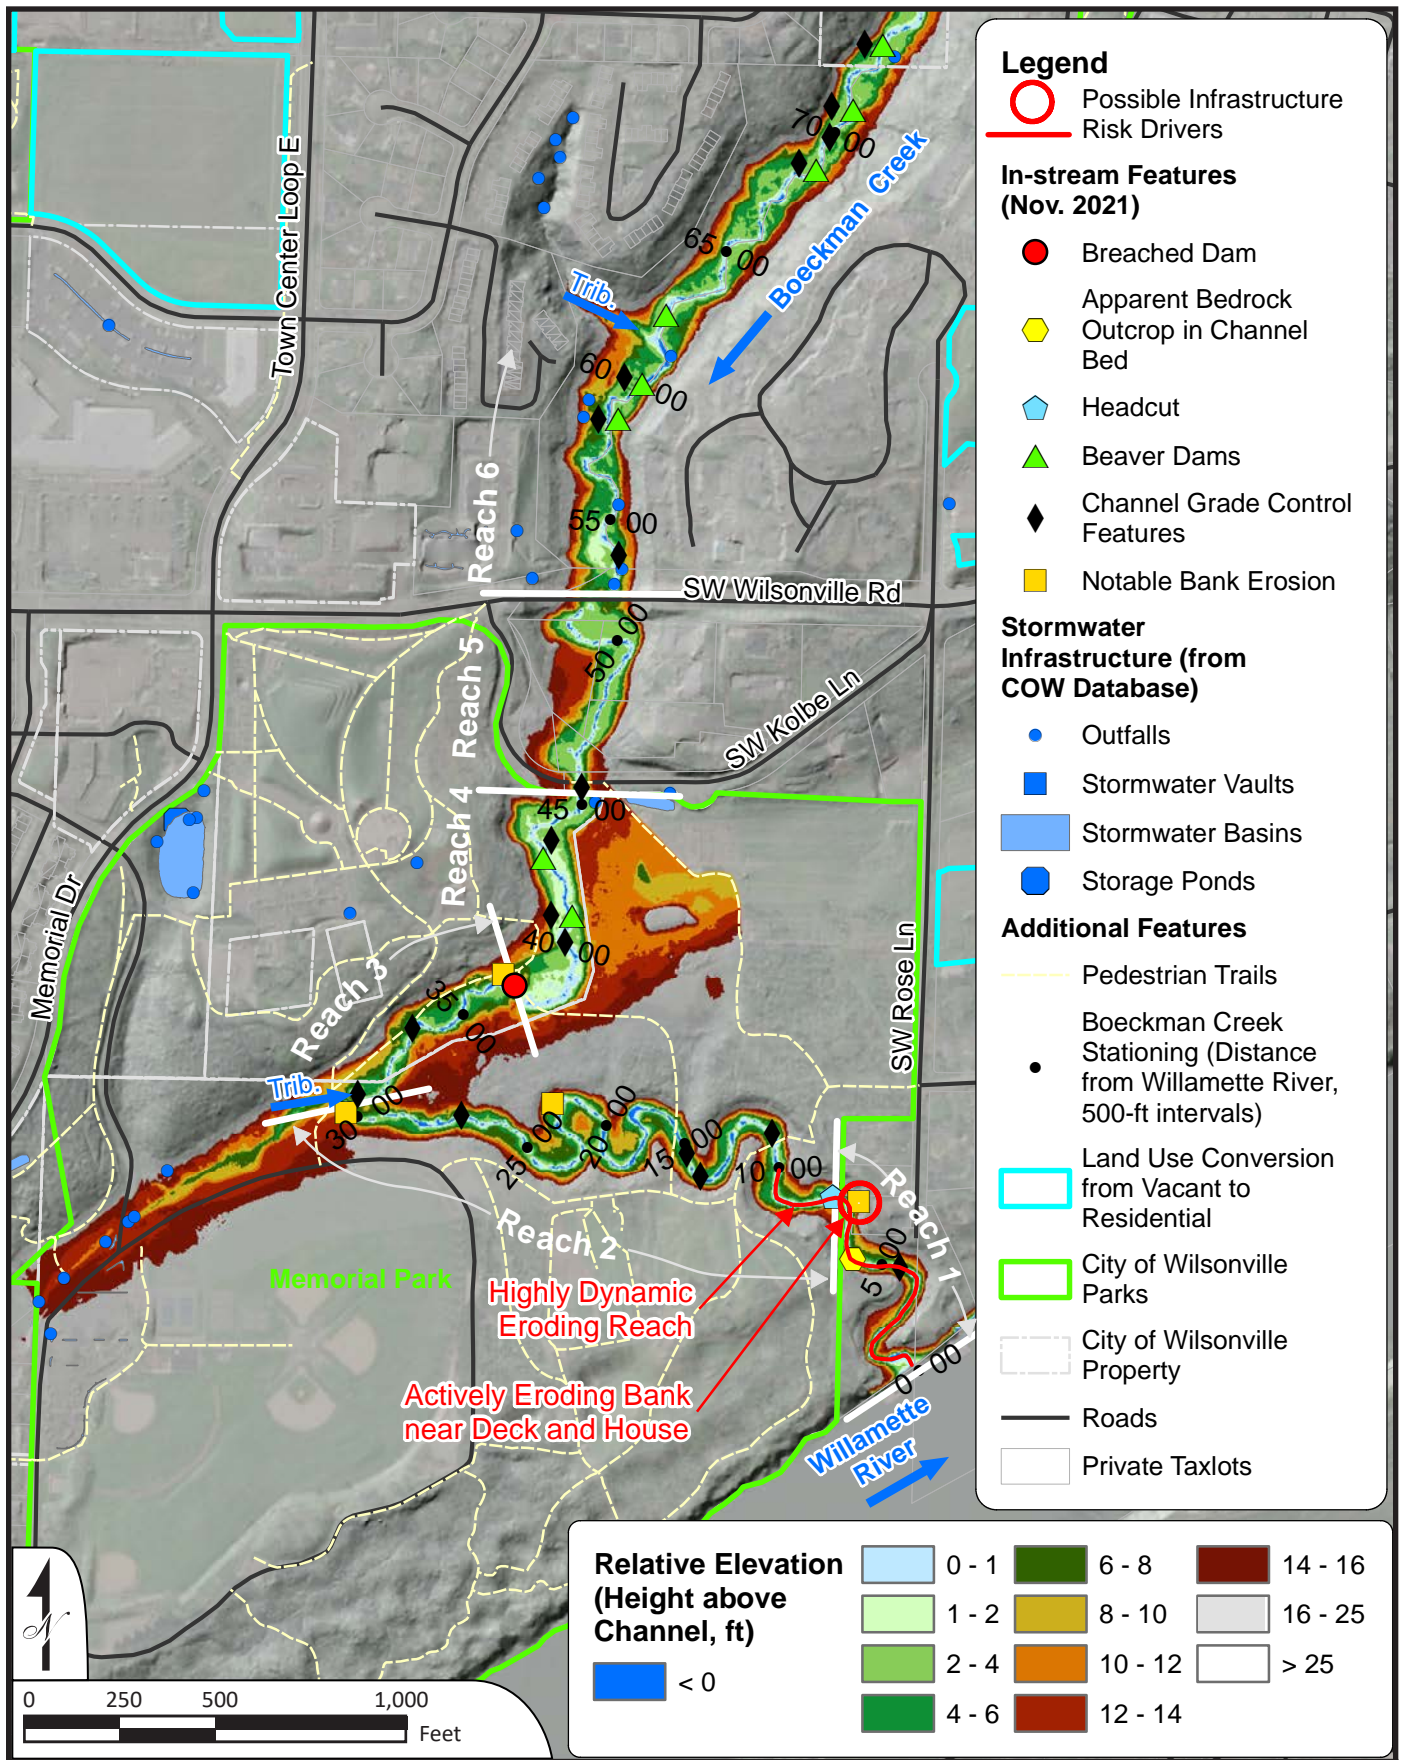 Town Center Loop E
70
00
Boeckman Creek
65
00
Trib.
60
00
Reach 6
55
00
SW Wilsonville Rd
50
00
Reach 5
SW Kolbe Ln
Reach 4
45
00
Memorial Dr
40
00
Reach 3
35
00
SW Rose Ln
Trib.
30
00
25
00
20
00
15
00
10
00
Reach 2
Reach 1
5
00
Memorial Park
Highly Dynamic
Eroding Reach
Actively Eroding Bank
near Deck and House
0
00
Willamette
River
Legend
Possible Infrastructure
Risk Drivers
In-stream Features
(Nov. 2021)
Breached Dam
Apparent Bedrock
Outcrop in Channel
Bed
Headcut
Beaver Dams
Channel Grade Control
Features
Notable Bank Erosion
Stormwater
Infrastructure (from
COW Database)
Outfalls
Stormwater Vaults
Stormwater Basins
Storage Ponds
Additional Features
Pedestrian Trails
Boeckman Creek
Stationing (Distance
from Willamette River,
500-ft intervals)
Land Use Conversion
from Vacant to
Residential
City of Wilsonville
Parks
City of Wilsonville
Property
Roads
Private Taxlots
Relative Elevation
(Height above
Channel, ft)
< 0
0 - 1
1 - 2
2 - 4
4 - 6
6 - 8
8 - 10
10 - 12
12 - 14
14 - 16
16 - 25
> 25
N
0 250 500 1,000
Feet